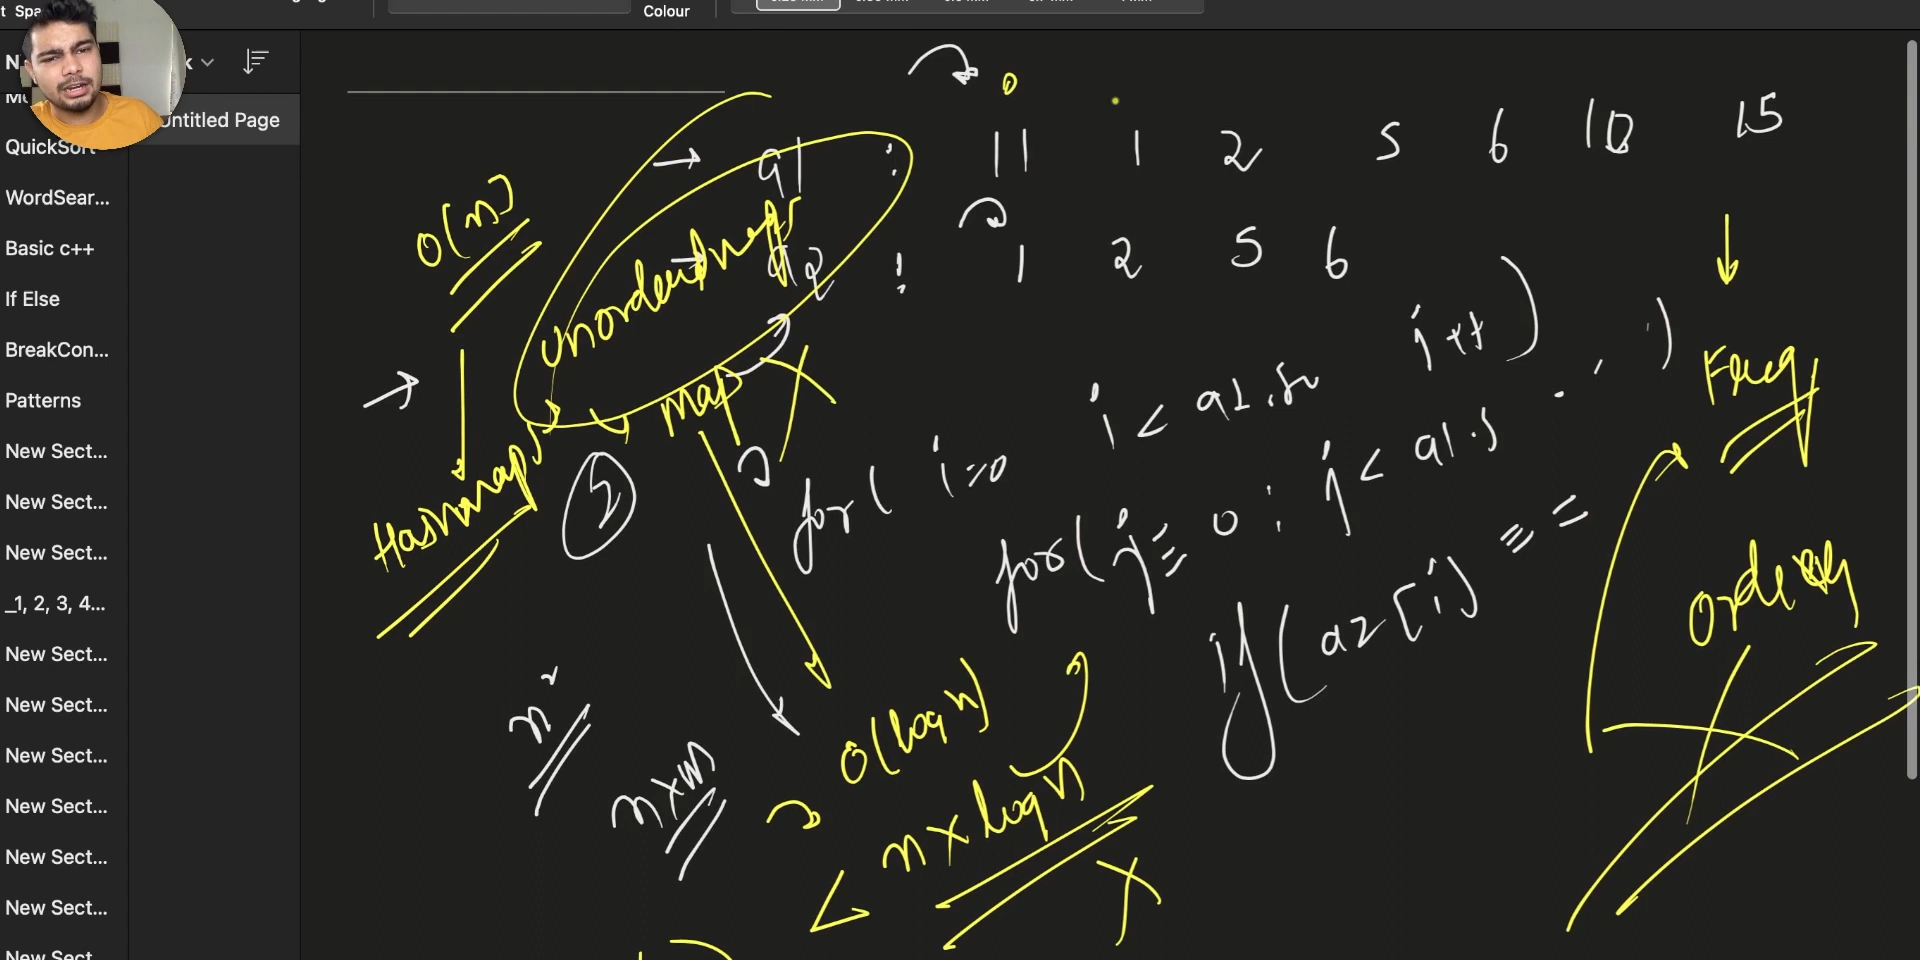 Colour
Untitled Page
QuickSort
WordSear...
Basic c++
If Else
BreakCon...
Patterns
New Sect...
New Sect...
New Sect...
_1, 2, 3, 4...
New Sect...
New Sect...
New Sect...
New Sect...
New Sect...
New Sect...
0
a1 : 11 1 2 5 6 10 15
a2 : 1 2 5 6
O(n)
unordered map
map
Hashmap
2
for( i=0 i< a2.s j++)
for(j= 0; j< a1.s . , )
if(a2[i] ==
Freq
Ordering
n²
n×m
O(log n)
n × log n